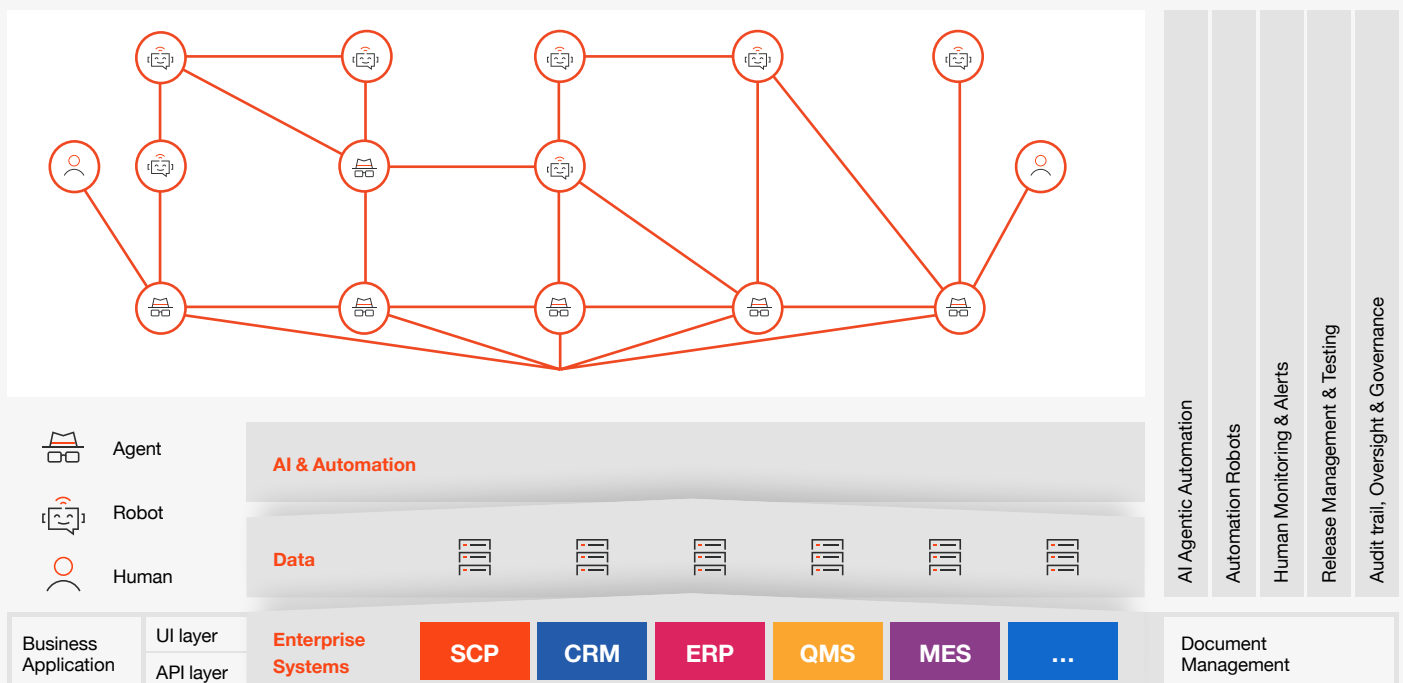 AI Agentic Automation
Automation Robots
Human Monitoring & Alerts
Release Management & Testing
Audit trail, Oversight & Governance
Agent
Robot
Human
AI & Automation
Data
Business
Application
UI layer
API layer
Enterprise
Systems
SCP
CRM
ERP
QMS
MES
...
Document
Management